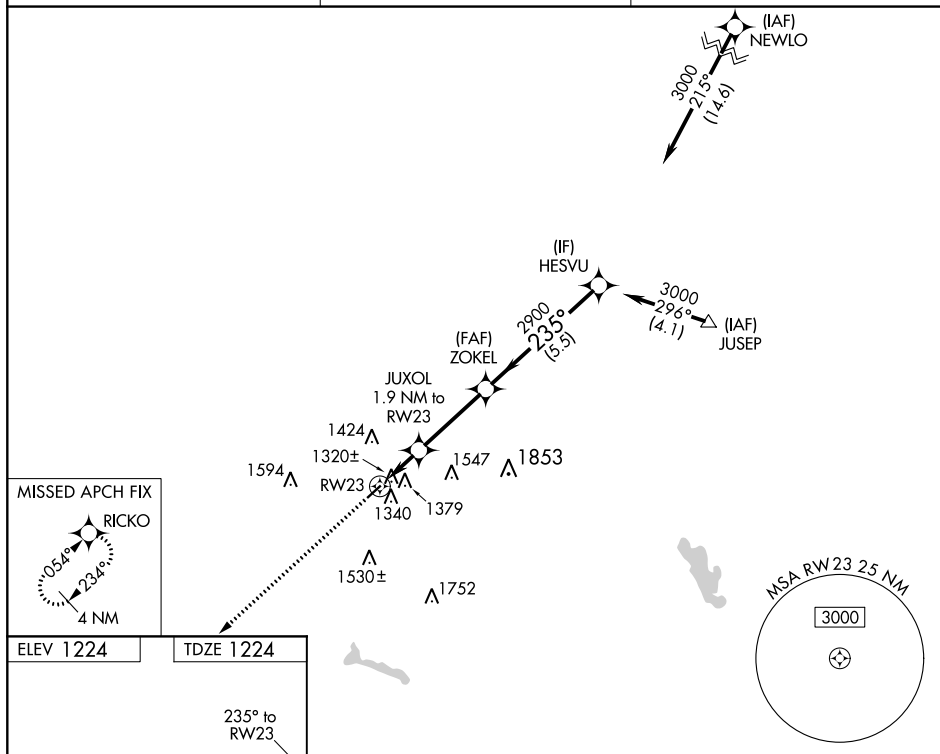 (IAF)
NEWLO
3000
215°
(14.6)
(IF)
HESVU
3000
296°
(4.1)
(IAF)
JUSEP
2900
235°
(5.5)
(FAF)
ZOKEL
JUXOL
1.9 NM to
RW23
1424
1320±
1594
1547
1853
RW23
1379
1340
MISSED APCH FIX
RICKO
054°
234°
4 NM
1530±
1752
MSA RW 23 25 NM
3000
ELEV 1224
TDZE 1224
235° to
RW23